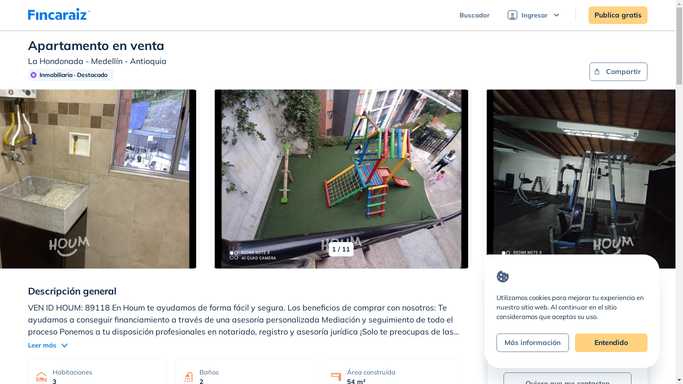 Fincaraiz
Buscador
Ingresar
Publica gratis
Apartamento en venta
La Hondonada - Medellín - Antioquia
Inmobiliaria - Destacado
Compartir
HOUM
REDMI NOTE 8
AI QUAD CAMERA
HOUM
1 / 11
REDMI NOTE 8
HOUM
Descripción general
VEN ID HOUM: 89118 En Houm te ayudamos de forma fácil y segura. Los beneficios de comprar con nosotros: Te
ayudamos a conseguir financiamiento a través de una asesoría personalizada Mediación y seguimiento de todo el
proceso Ponemos a tu disposición profesionales en notariado, registro y asesoría jurídica ¡Solo te preocupas de las...
Leer más
Habitaciones
3
Baños
2
Área construida
54 m²
Utilizamos cookies para mejorar tu experiencia en
nuestro sitio web. Al continuar en el sitio
consideramos que aceptas su uso.
Más información
Entendido
Quiero que me contacten